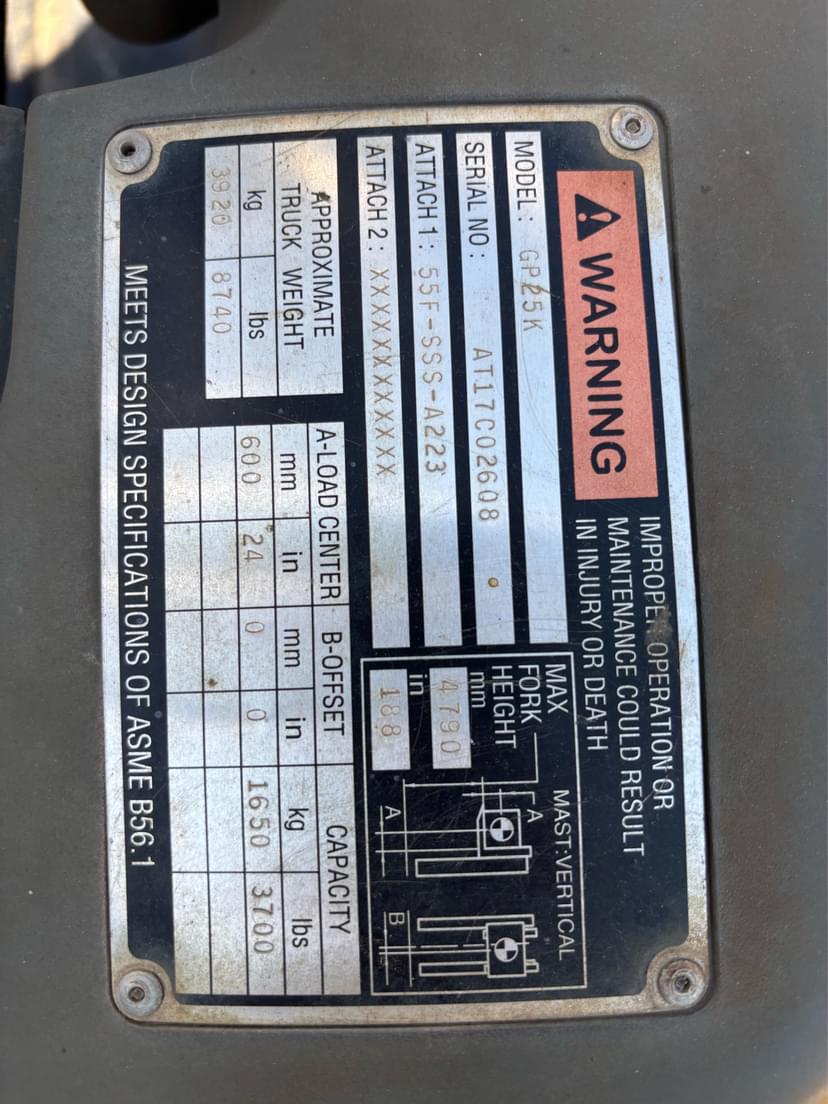 WARNING
IMPROPER OPERATION OR
MAINTENANCE COULD RESULT
IN INJURY OR DEATH
MODEL: GP25K
SERIAL NO: AT17C02608
ATTACH 1: 55F-SSS-A223
ATTACH 2: XXXXXXXXXX
MAX
FORK
HEIGHT
mm
4790
in
188
MAST:VERTICAL
A
A
B
APPROXIMATE
TRUCK WEIGHT
kg lbs
3920 8740
A-LOAD CENTER B-OFFSET CAPACITY
mm in mm in kg lbs
600 24 0 0 1650 3700
MEETS DESIGN SPECIFICATIONS OF ASME B56.1